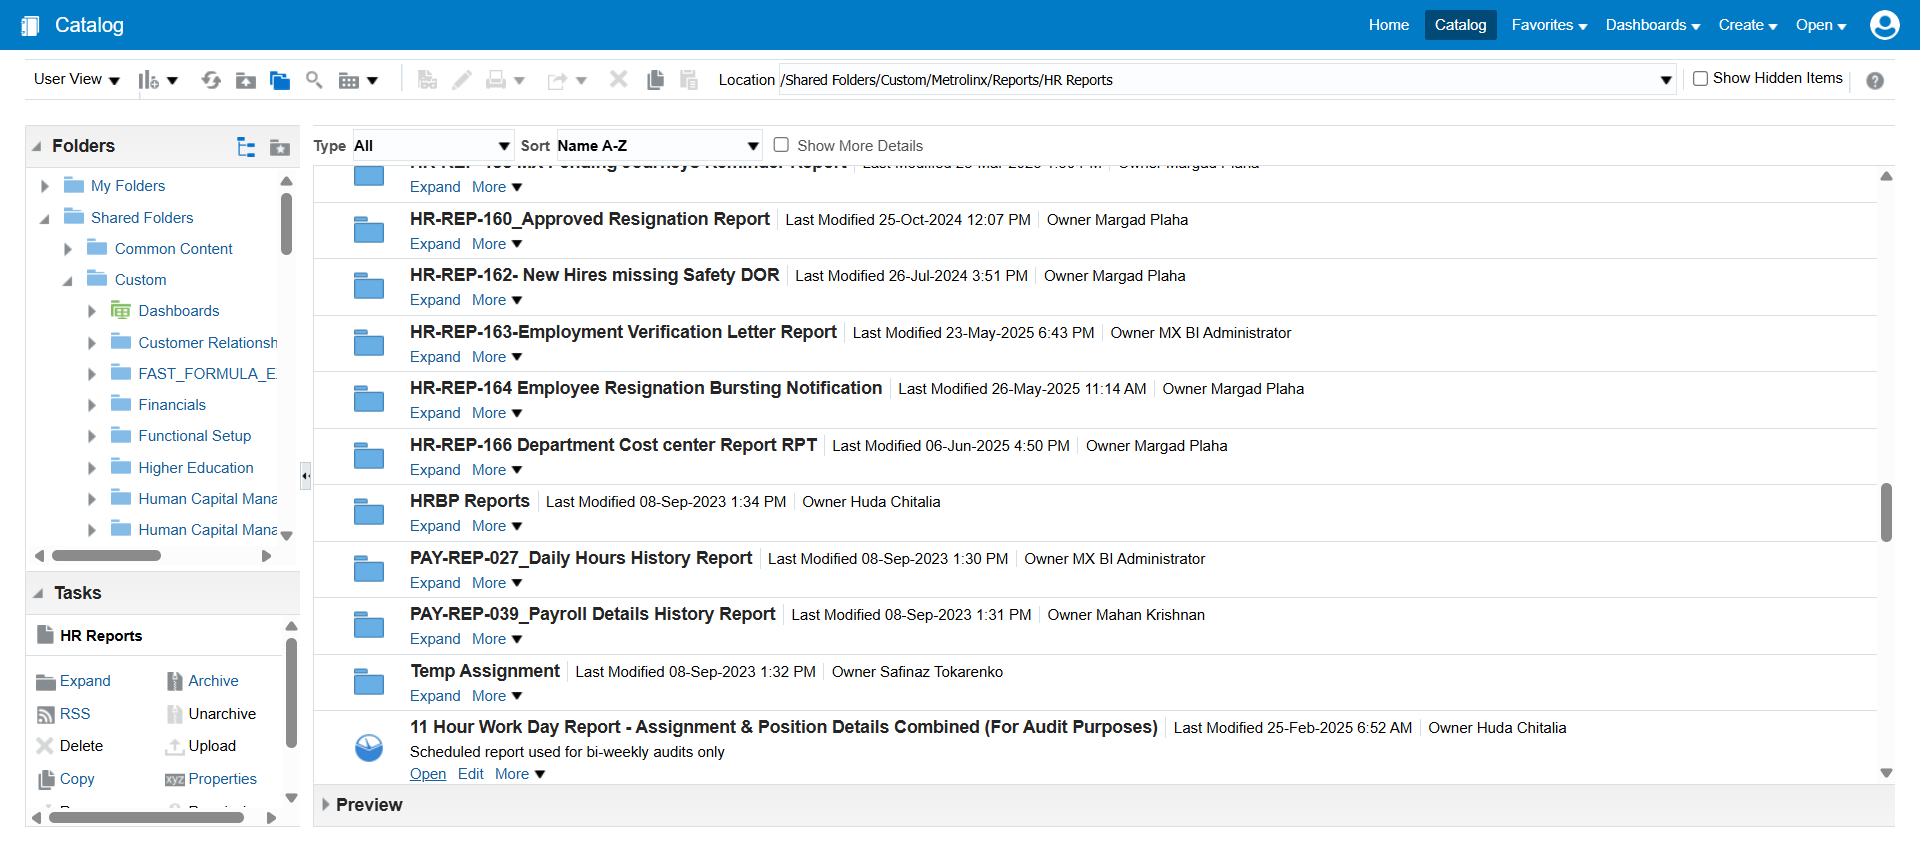 Catalog
Home Catalog Favorites Dashboards Create Open
User View Location /Shared Folders/Custom/Metrolinx/Reports/HR Reports Show Hidden Items
Folders
My Folders
Shared Folders
Common Content
Custom
Dashboards
Customer Relationsh
FAST_FORMULA_E
Financials
Functional Setup
Higher Education
Human Capital Mana
Human Capital Mana
Tasks
HR Reports
Expand Archive
RSS Unarchive
Delete Upload
Copy Properties
Type All Sort Name A-Z Show More Details
Expand More
HR-REP-160_Approved Resignation Report Last Modified 25-Oct-2024 12:07 PM Owner Margad Plaha
Expand More
HR-REP-162- New Hires missing Safety DOR Last Modified 26-Jul-2024 3:51 PM Owner Margad Plaha
Expand More
HR-REP-163-Employment Verification Letter Report Last Modified 23-May-2025 6:43 PM Owner MX BI Administrator
Expand More
HR-REP-164 Employee Resignation Bursting Notification Last Modified 26-May-2025 11:14 AM Owner Margad Plaha
Expand More
HR-REP-166 Department Cost center Report RPT Last Modified 06-Jun-2025 4:50 PM Owner Margad Plaha
Expand More
HRBP Reports Last Modified 08-Sep-2023 1:34 PM Owner Huda Chitalia
Expand More
PAY-REP-027_Daily Hours History Report Last Modified 08-Sep-2023 1:30 PM Owner MX BI Administrator
Expand More
PAY-REP-039_Payroll Details History Report Last Modified 08-Sep-2023 1:31 PM Owner Mahan Krishnan
Expand More
Temp Assignment Last Modified 08-Sep-2023 1:32 PM Owner Safinaz Tokarenko
Expand More
11 Hour Work Day Report - Assignment & Position Details Combined (For Audit Purposes) Last Modified 25-Feb-2025 6:52 AM Owner Huda Chitalia
Scheduled report used for bi-weekly audits only
Open Edit More
Preview